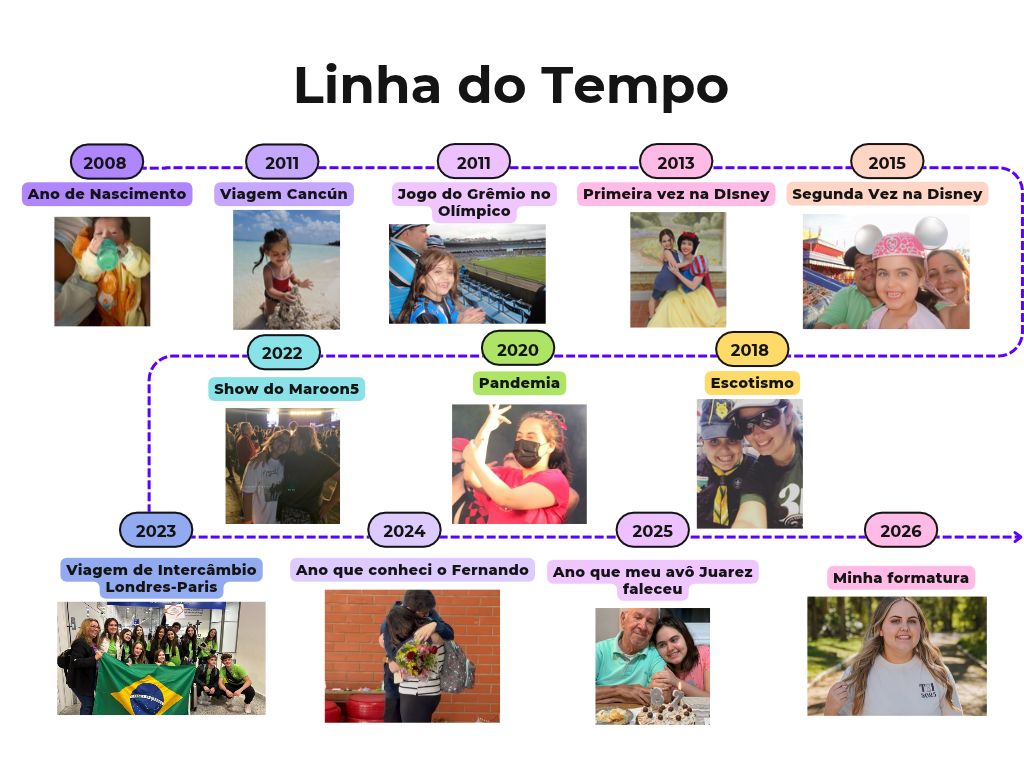 Linha do Tempo
2008
Ano de Nascimento
2011
Viagem Cancún
2011
Jogo do Grêmio no
Olímpico
2013
Primeira vez na DIsney
2015
Segunda Vez na Disney
2018
Escotismo
2020
Pandemia
2022
Show do Maroon5
2023
Viagem de Intercâmbio
Londres-Paris
2024
Ano que conheci o Fernando
2025
Ano que meu avô Juarez
faleceu
2026
Minha formatura